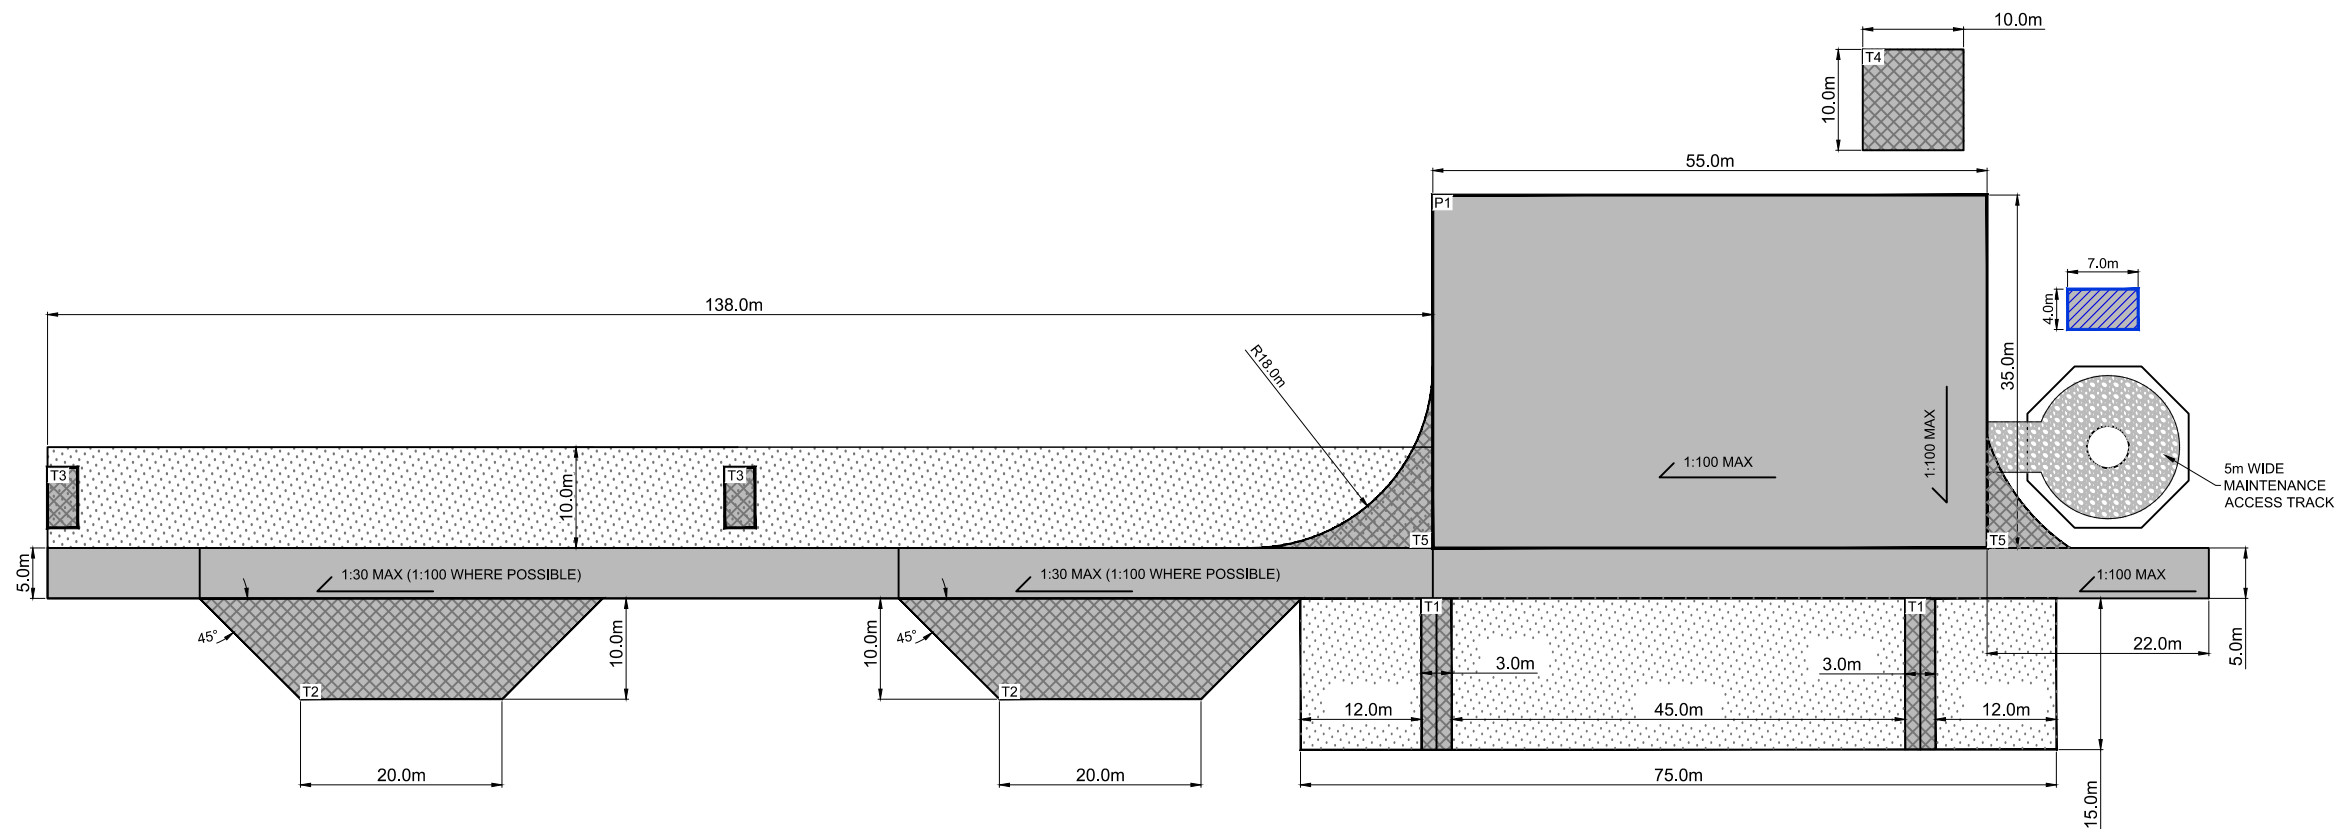 10.0m
T4
10.0m
55.0m
P1
7.0m
4.0m
138.0m
35.0m
R18.0m
1:100 MAX
1:100 MAX
T3
T3
10.0m
5m WIDE
MAINTENANCE
ACCESS TRACK
T5
T5
5.0m
1:30 MAX (1:100 WHERE POSSIBLE)
1:30 MAX (1:100 WHERE POSSIBLE)
1:100 MAX
T1
T1
45°
10.0m
10.0m
45°
3.0m
3.0m
22.0m
5.0m
T2
T2
12.0m
45.0m
12.0m
20.0m
20.0m
75.0m
15.0m